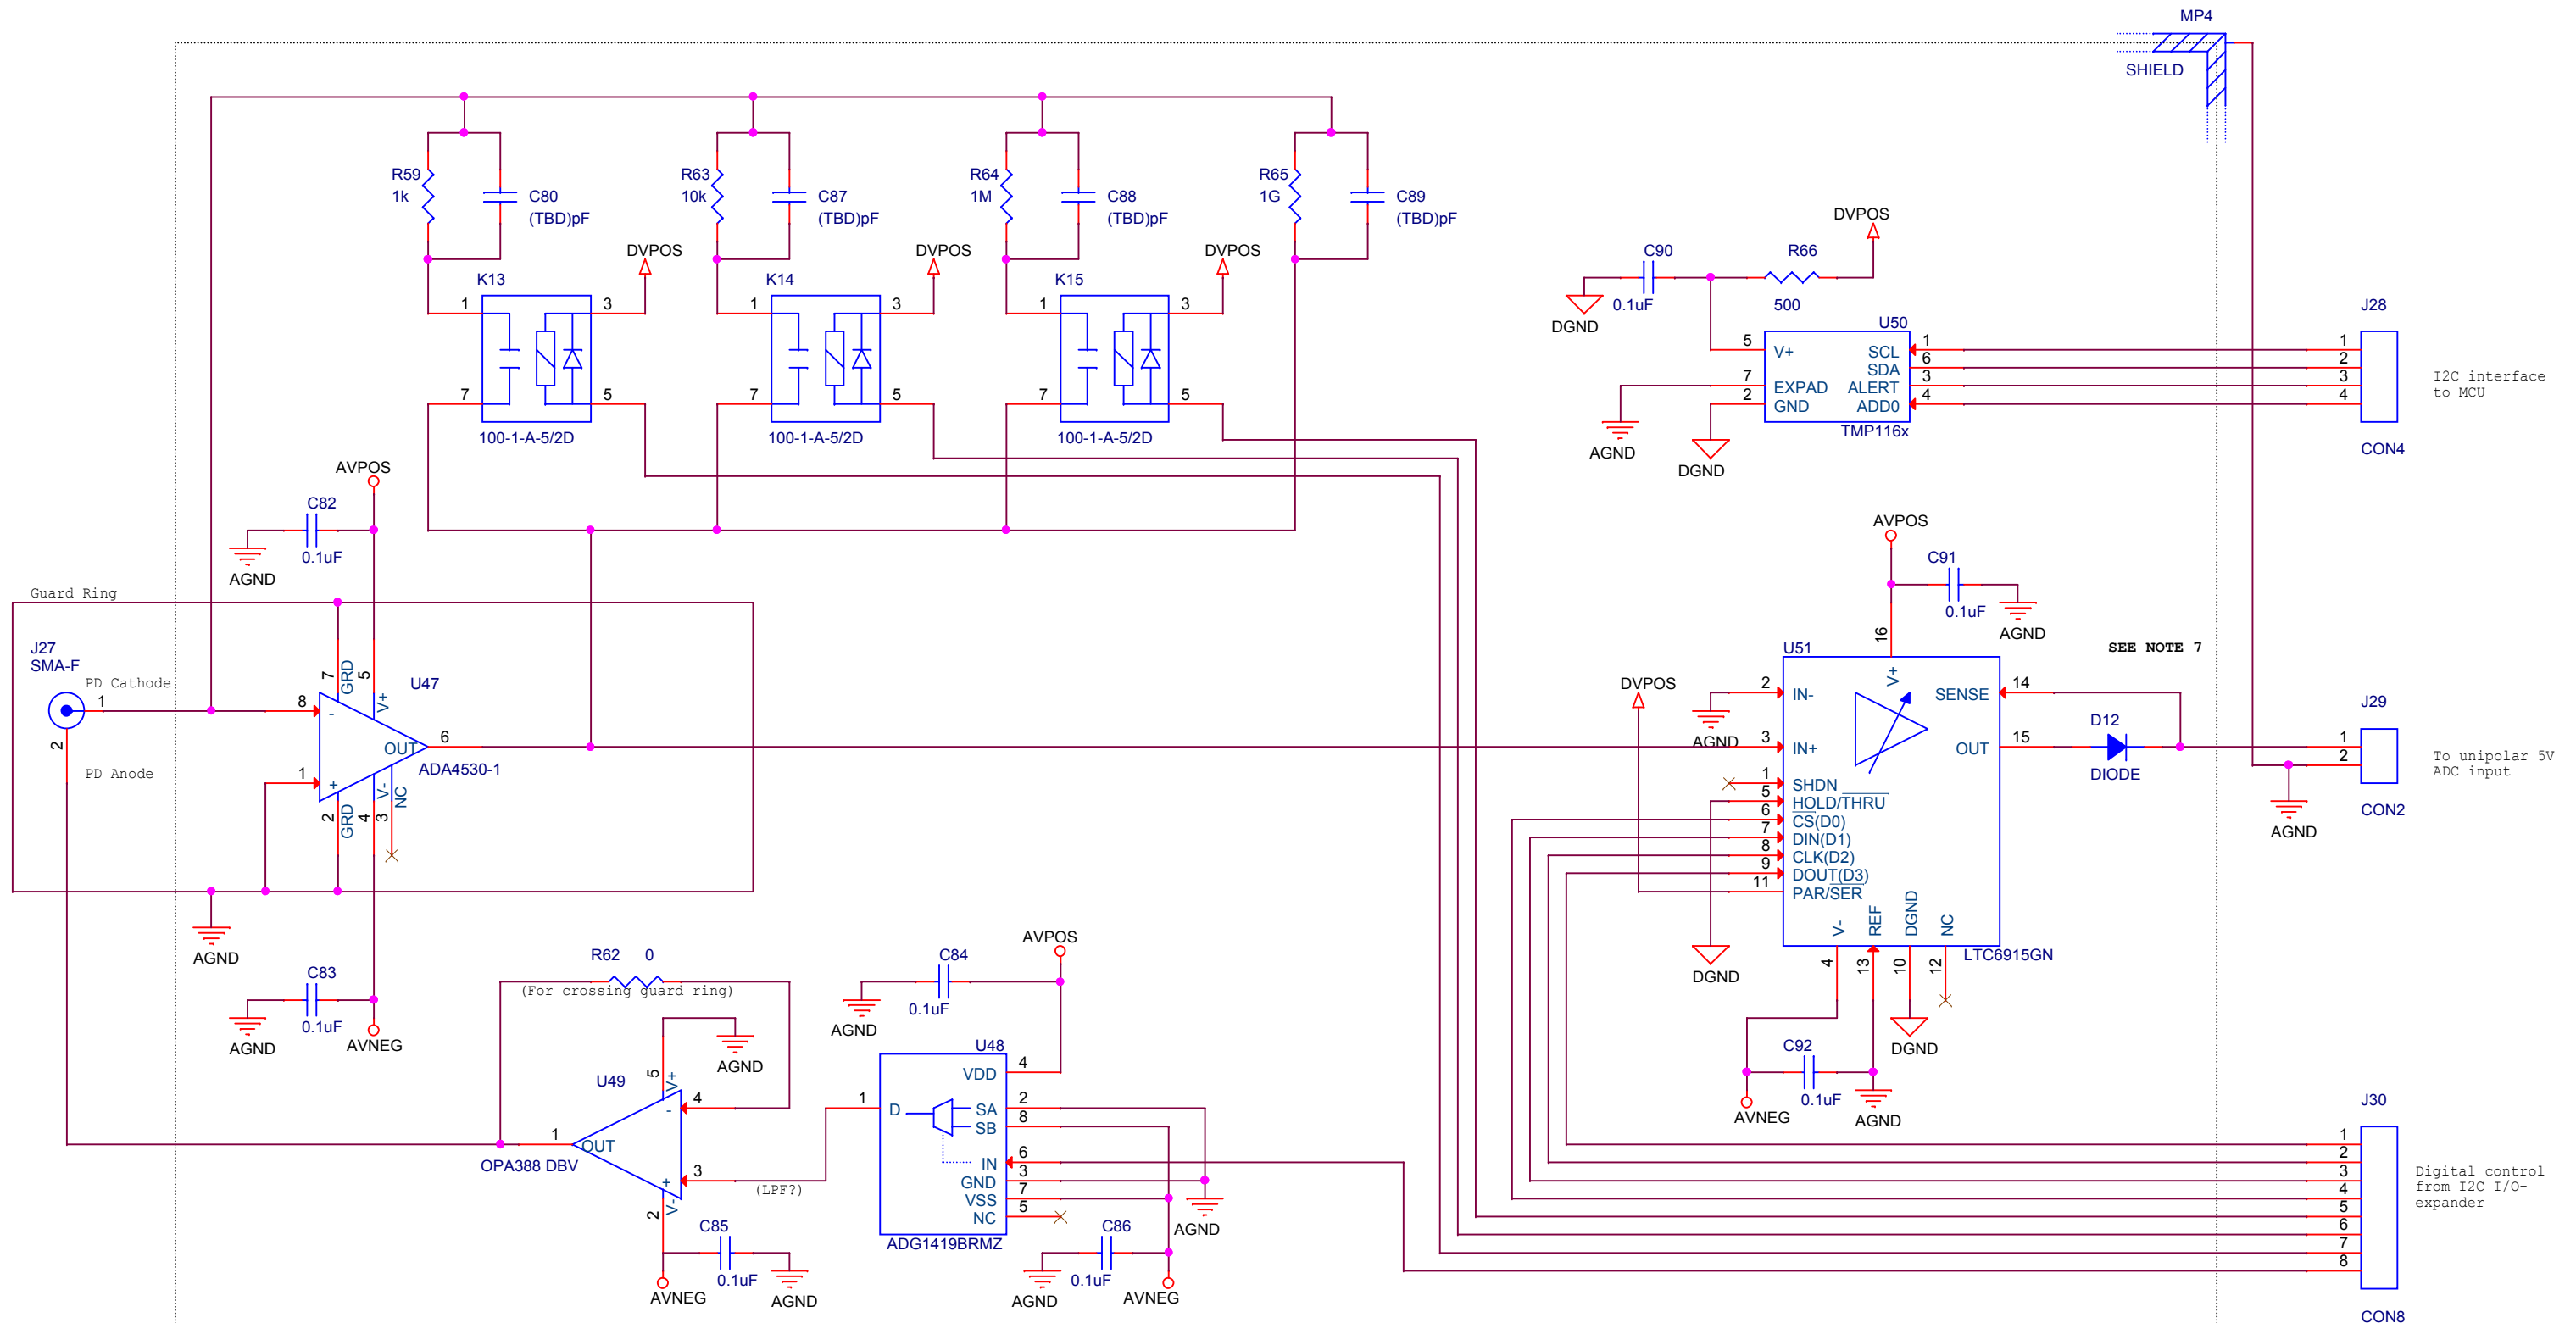 MP4
SHIELD
R59
1k
C80
(TBD)pF
R63
10k
C87
(TBD)pF
R64
1M
C88
(TBD)pF
R65
1G
C89
(TBD)pF
DVPOS
DVPOS
DVPOS
K13
1
3
7
5
100-1-A-5/2D
K14
1
3
7
5
100-1-A-5/2D
K15
1
3
7
5
100-1-A-5/2D
DVPOS
C90
0.1uF
R66
500
DGND
U50
5
V+
7
EXPAD
2
GND
SCL
1
SDA
6
ALERT
3
ADD0
4
TMP116x
AGND
DGND
J28
1
2
3
4
CON4
I2C interface
to MCU
AVPOS
C82
0.1uF
AGND
Guard Ring
J27
SMA-F
PD Cathode
1
2
PD Anode
8
-
1
+
7
GRD
5
V+
U47
OUT
6
ADA4530-1
2
GRD
4
V-
3
NC
AGND
C83
0.1uF
AGND
AVNEG
AVPOS
C91
0.1uF
AGND
SEE NOTE 7
U51
16
V+
DVPOS
2
IN-
AGND
3
IN+
1
SHDN
5
HOLD/THRU
6
CS(D0)
7
DIN(D1)
8
CLK(D2)
9
DOUT(D3)
11
PAR/SER
SENSE
14
OUT
15
D12
DIODE
V-
REF
DGND
NC
4
13
10
12
LTC6915GN
DGND
C92
0.1uF
AVNEG
AGND
DGND
J29
1
2
CON2
To unipolar 5V
ADC input
AGND
R62
0
(For crossing guard ring)
AGND
U49
5
V+
4
-
3
+
2
V-
1
OUT
OPA388 DBV
(LPF?)
C85
0.1uF
AVNEG
AGND
AVPOS
C84
0.1uF
AGND
U48
VDD
4
1
D
SA
2
SB
8
IN
6
GND
3
VSS
7
NC
5
ADG1419BRMZ
AGND
C86
0.1uF
AGND
AVNEG
J30
1
2
3
4
5
6
7
8
CON8
Digital control
from I2C I/O-
expander